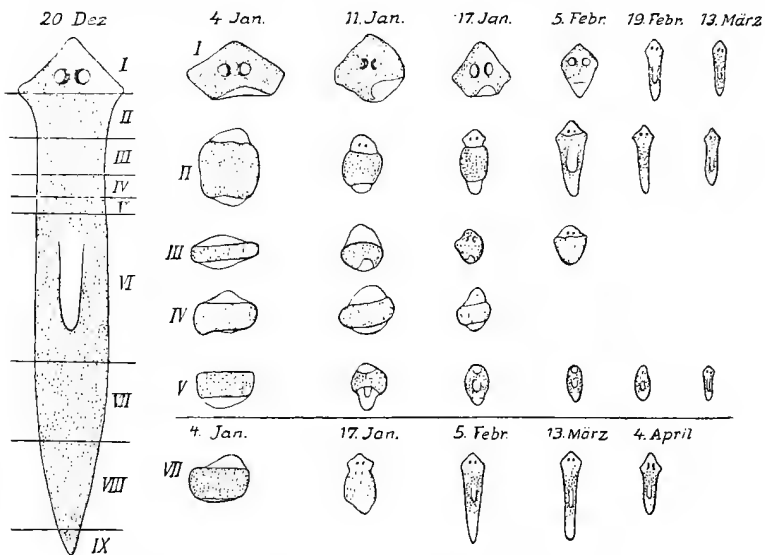 20 Dez 4 Jan. 11. Jan. 17. Jan. 5. Febr. 19. Febr. 13. März
I
II
III
IV
V
VI
VII
VIII
IX
I
II
III
IV
V
4. Jan. 17. Jan. 5. Febr. 13. März 4. April
VII